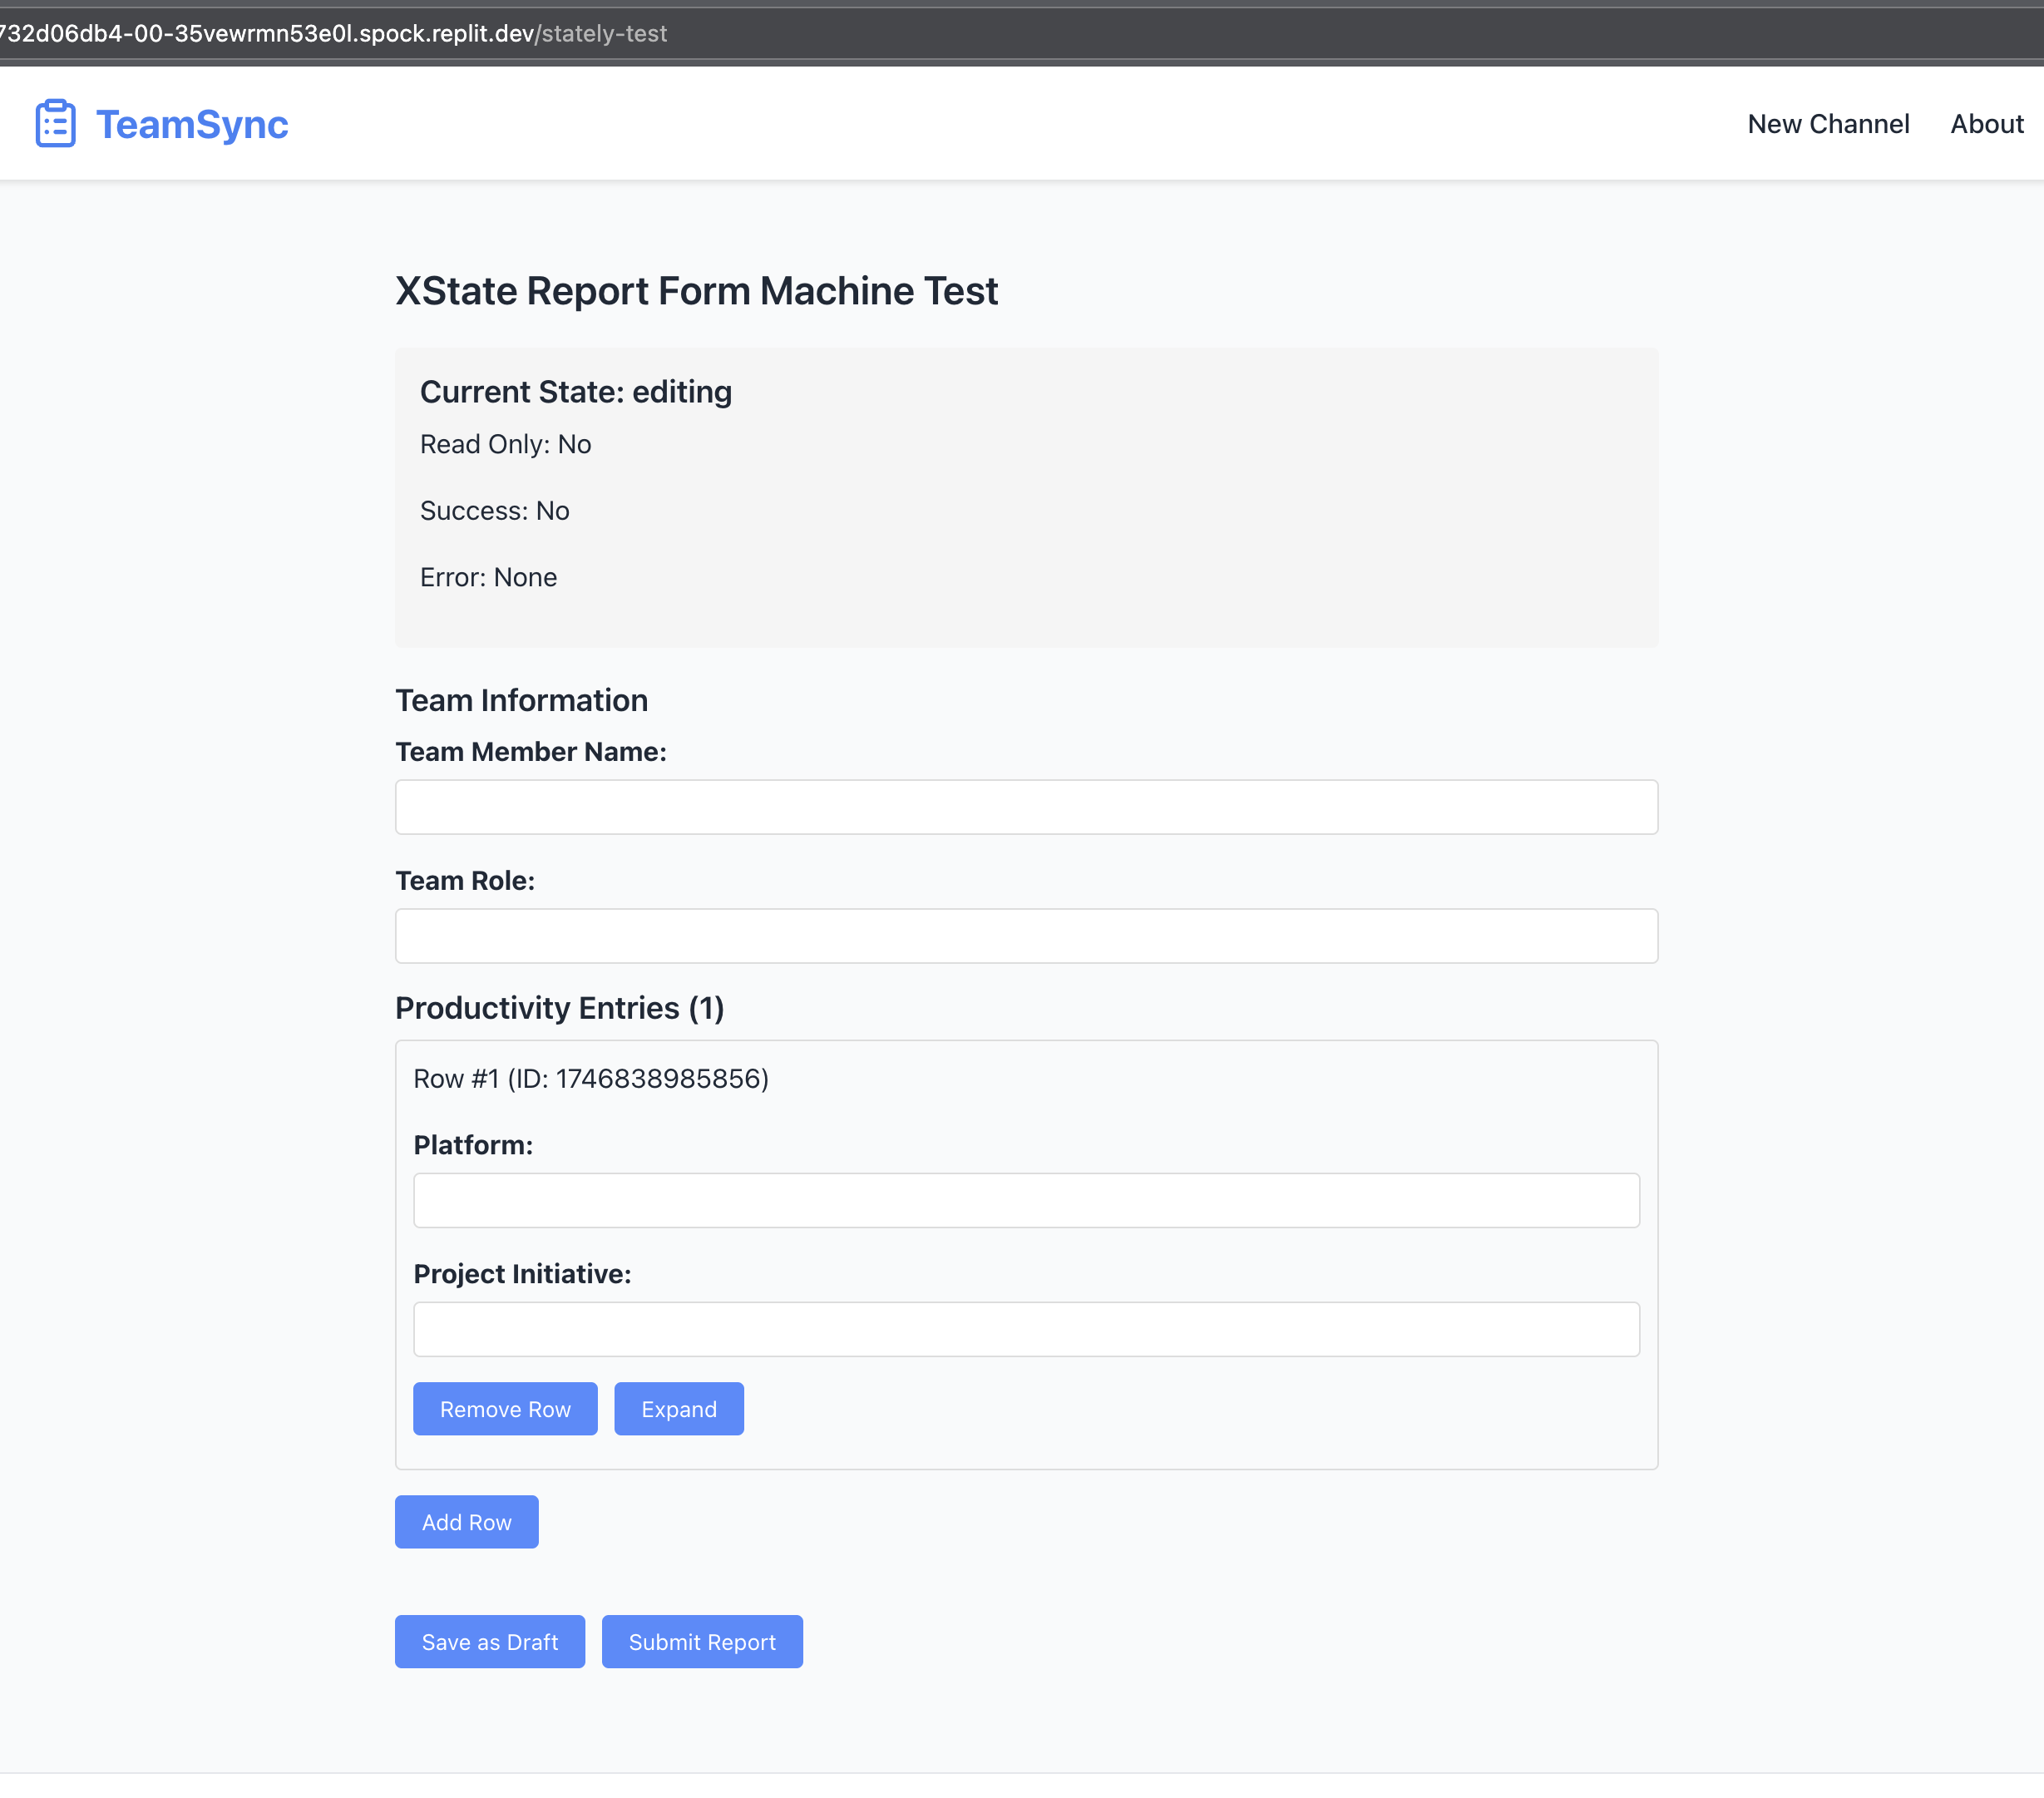 732d06db4-00-35vewrmn53e0l.spock.replit.dev/stately-test
TeamSync
New Channel About
XState Report Form Machine Test
Current State: editing
Read Only: No
Success: No
Error: None
Team Information
Team Member Name:
Team Role:
Productivity Entries (1)
Row #1 (ID: 1746838985856)
Platform:
Project Initiative:
Remove Row Expand
Add Row
Save as Draft Submit Report